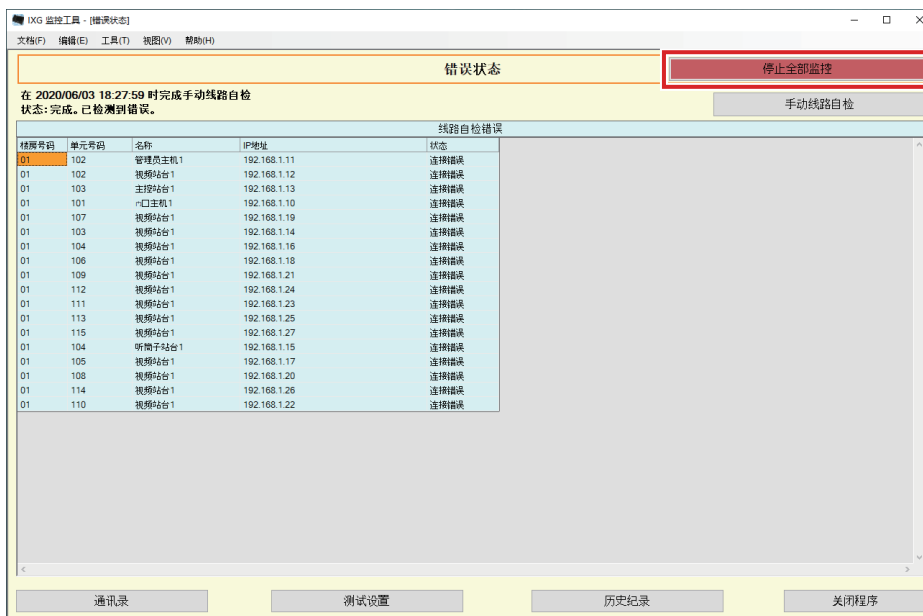 IXG 监控工具 - [错误状态]
文档(F) 编辑(E) 工具(T) 视图(V) 帮助(H)
错误状态
停止全部监控
在 2020/06/03 18:27:59 时完成手动线路自检
状态: 完成。已检测到错误。
手动线路自检
线路自检错误
楼房号码 单元号码 名称 IP地址 状态
01 102 管理员主机1 192.168.1.11 连接错误
01 102 视频站台1 192.168.1.12 连接错误
01 103 主控站台1 192.168.1.13 连接错误
01 101 门口主机1 192.168.1.10 连接错误
01 107 视频站台1 192.168.1.19 连接错误
01 103 视频站台1 192.168.1.14 连接错误
01 104 视频站台1 192.168.1.16 连接错误
01 106 视频站台1 192.168.1.18 连接错误
01 109 视频站台1 192.168.1.21 连接错误
01 112 视频站台1 192.168.1.24 连接错误
01 111 视频站台1 192.168.1.23 连接错误
01 113 视频站台1 192.168.1.25 连接错误
01 115 视频站台1 192.168.1.27 连接错误
01 104 听筒子站台1 192.168.1.15 连接错误
01 105 视频站台1 192.168.1.17 连接错误
01 108 视频站台1 192.168.1.20 连接错误
01 114 视频站台1 192.168.1.26 连接错误
01 110 视频站台1 192.168.1.22 连接错误
通讯录 测试设置 历史纪录 关闭程序